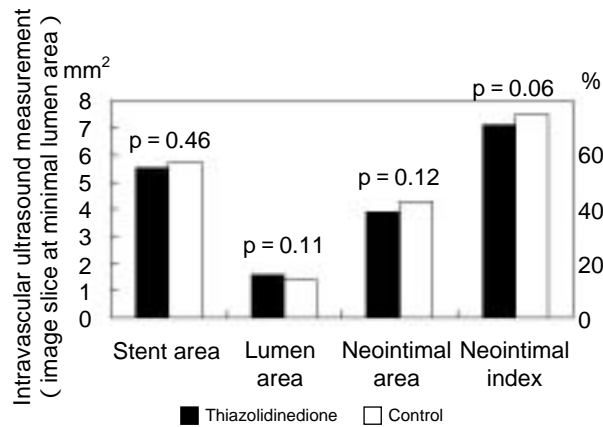 Intravascular ultrasound measurement
( image slice at minimal lumen area)
mm²
%
8
7
6
5
4
3
2
1
0
p = 0.46
p = 0.11
p = 0.12
p = 0.06
60
40
20
0
Stent area
Lumen
area
Neointimal
area
Neointimal
index
Thiazolidinedione
Control